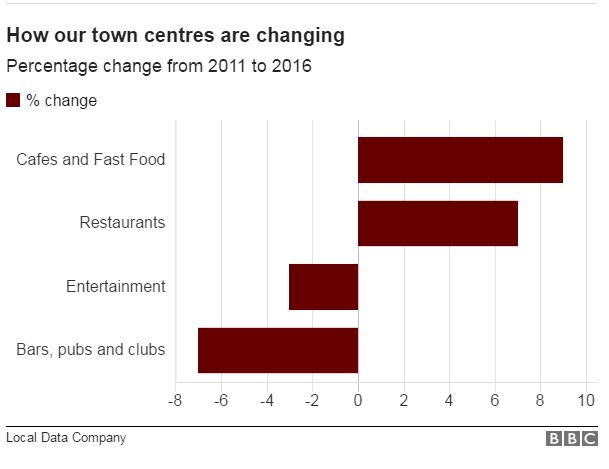 How our town centres are changing
Percentage change from 2011 to 2016
% change
Cafes and Fast Food
Restaurants
Entertainment
Bars, pubs and clubs
-8 -6 -4 -2 0 2 4 6 8 10
Local Data Company
BBC